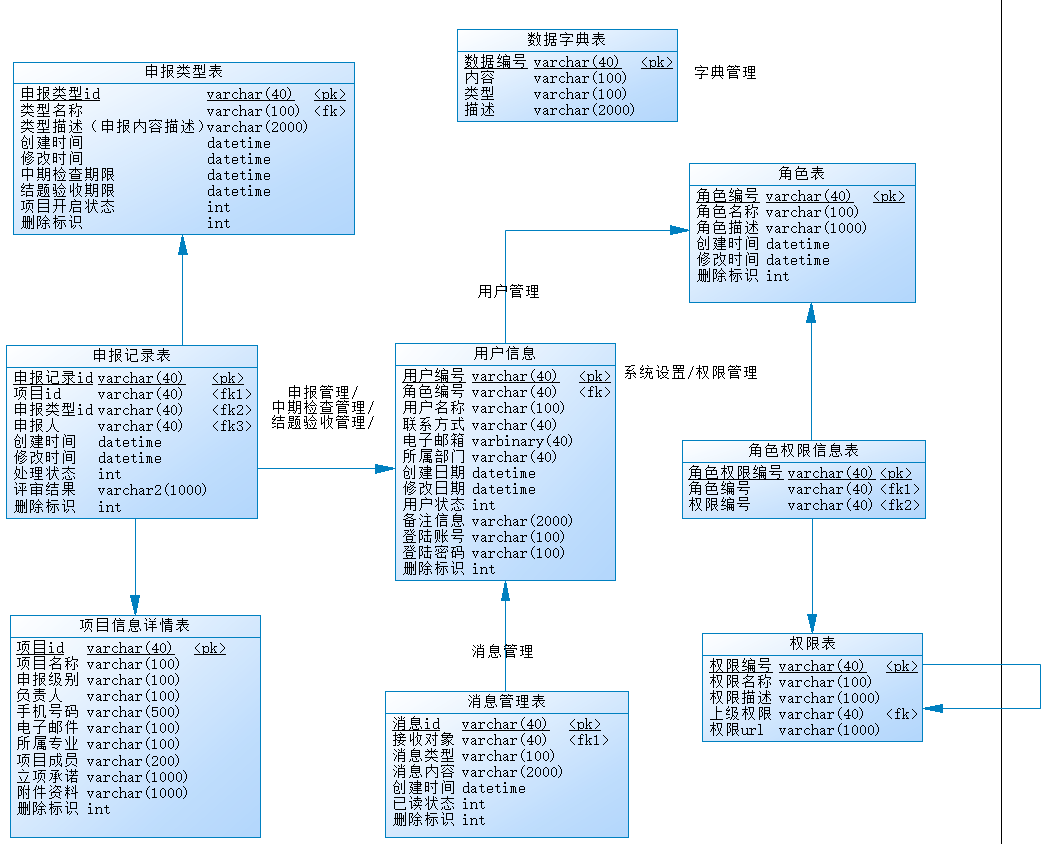 数据字典表
数据编号 varchar(40) <pk>
内容 varchar(100)
类型 varchar(100)
描述 varchar(2000)
字典管理
申报类型表
申报类型id varchar(40) <pk>
类型名称 varchar(100) <fk>
类型描述（申报内容描述）varchar(2000)
创建时间 datetime
修改时间 datetime
中期检查期限 datetime
结题验收期限 datetime
项目开启状态 int
删除标识 int
角色表
角色编号 varchar(40) <pk>
角色名称 varchar(100)
角色描述 varchar(1000)
创建时间 datetime
修改时间 datetime
删除标识 int
用户管理
申报记录表
申报记录id varchar(40) <pk>
项目id varchar(40) <fk1>
申报类型id varchar(40) <fk2>
申报人 varchar(40) <fk3>
创建时间 datetime
修改时间 datetime
处理状态 int
评审结果 varchar2(1000)
删除标识 int
申报管理/
中期检查管理/
结题验收管理/
用户信息
用户编号 varchar(40) <pk>
角色编号 varchar(40) <fk>
用户名称 varchar(100)
联系方式 varchar(40)
电子邮箱 varbinary(40)
所属部门 varchar(40)
创建日期 datetime
修改日期 datetime
用户状态 int
备注信息 varchar(2000)
登陆账号 varchar(100)
登陆密码 varchar(100)
删除标识 int
系统设置/权限管理
角色权限信息表
角色权限编号 varchar(40) <pk>
角色编号 varchar(40) <fk1>
权限编号 varchar(40) <fk2>
项目信息详情表
项目id varchar(40) <pk>
项目名称 varchar(100)
申报级别 varchar(100)
负责人 varchar(100)
手机号码 varchar(500)
电子邮件 varchar(100)
所属专业 varchar(100)
项目成员 varchar(200)
立项承诺 varchar(1000)
附件资料 varchar(1000)
删除标识 int
消息管理
消息管理表
消息id varchar(40) <pk>
接收对象 varchar(40) <fk1>
消息类型 varchar(100)
消息内容 varchar(2000)
创建时间 datetime
已读状态 int
删除标识 int
权限表
权限编号 varchar(40) <pk>
权限名称 varchar(100)
权限描述 varchar(1000)
上级权限 varchar(40) <fk>
权限url varchar(1000)